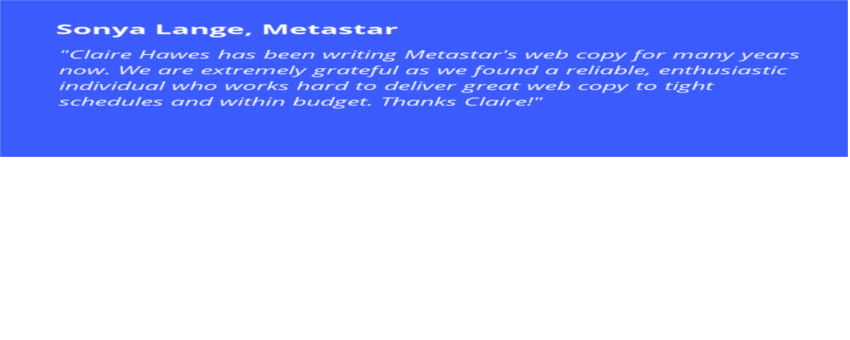 Sonya Lange, Metastar
"Claire Hawes has been writing Metastar's web copy for many years
now. We are extremely grateful as we found a reliable, enthusiastic
individual who works hard to deliver great web copy to tight
schedules and within budget. Thanks Claire!"